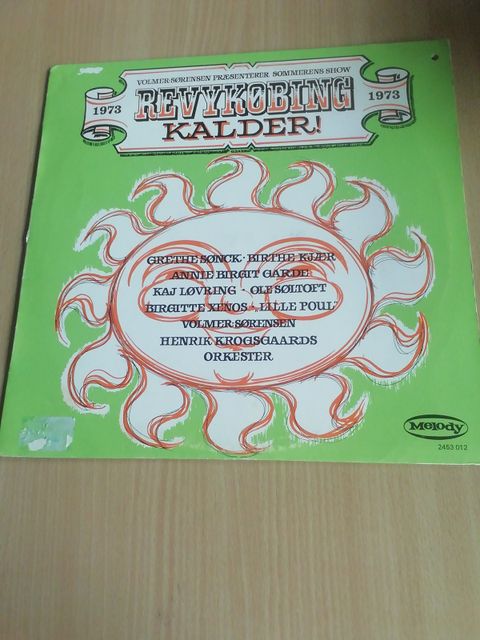 VOLMER-SØRENSEN PRÆSENTERER SOMMERENS SHOW
1973 REVYKØBING 1973
KALDER!
GRETHE SØNCK · BIRTHE KJÆR
ANNIE BIRGIT GARDE
KAJ LØVRING · OLE SØLTOFT
BIRGITTE XENOS · LILLE POUL
VOLMER-SØRENSEN
HENRIK KROGSGAARDS
ORKESTER
Melody
2453 012